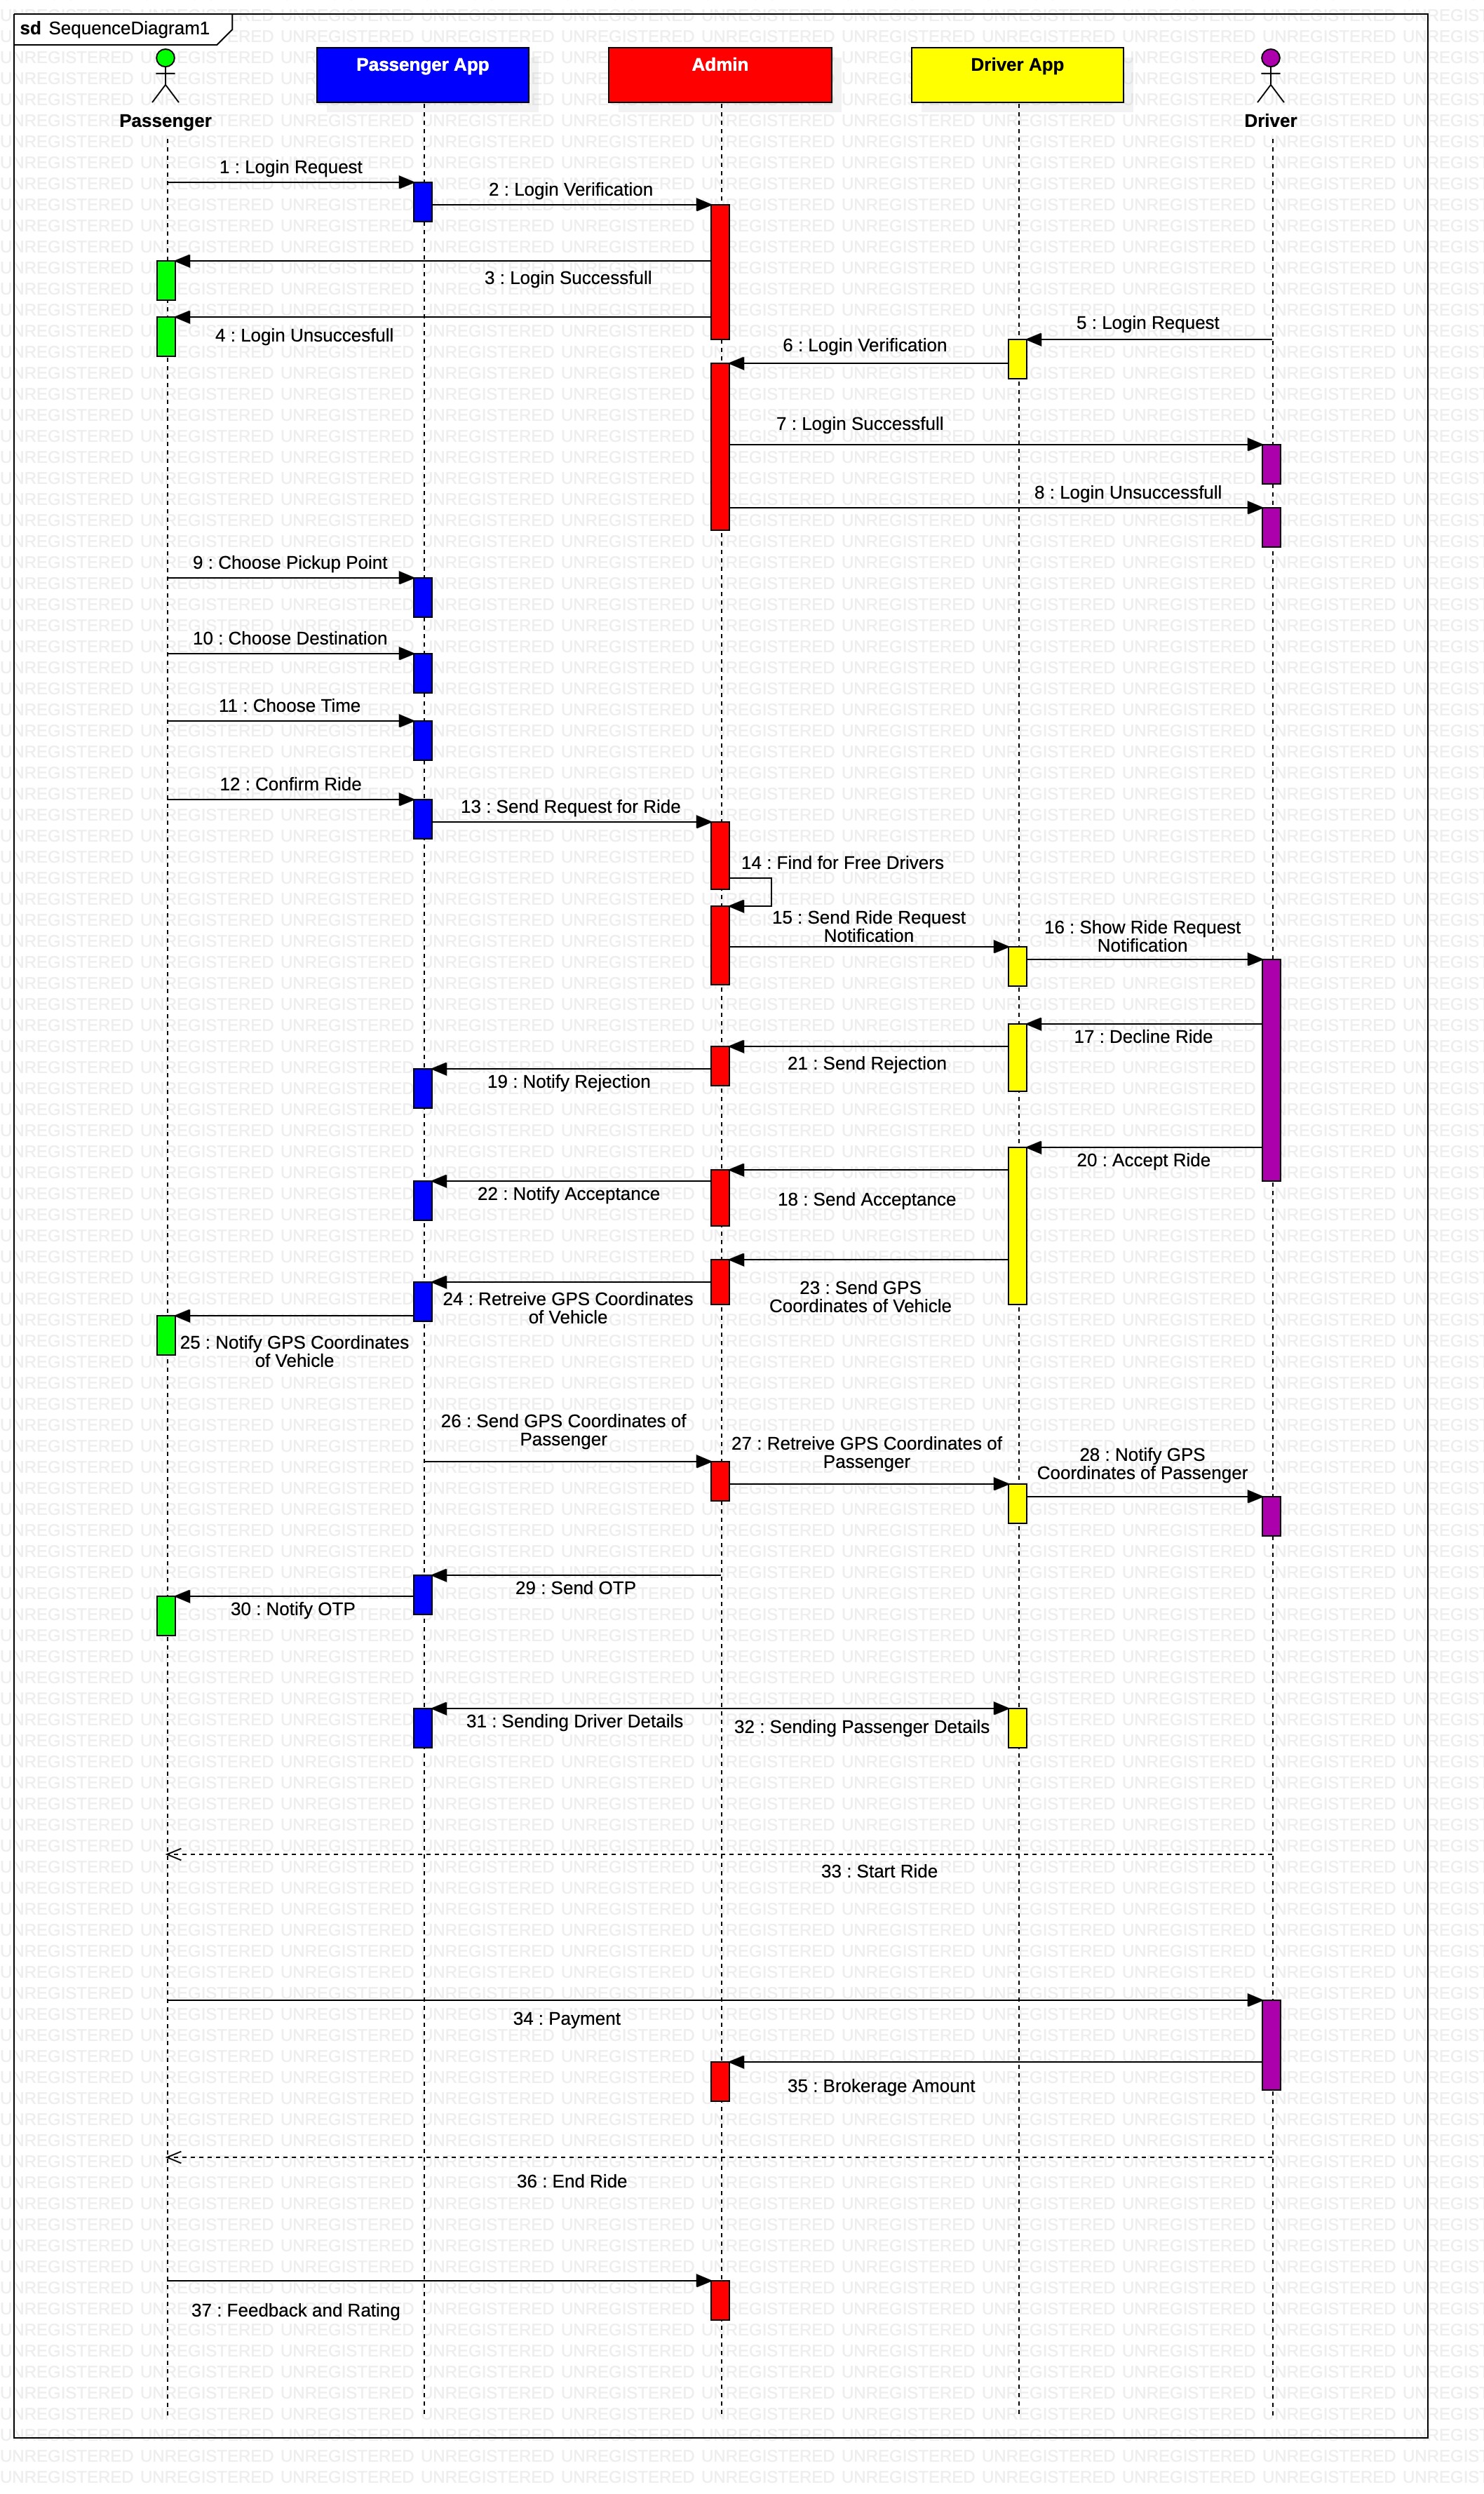 sd SequenceDiagram1
Passenger App
Admin
Driver App
Passenger
Driver
1 : Login Request
2 : Login Verification
3 : Login Successfull
4 : Login Unsuccesfull
5 : Login Request
6 : Login Verification
7 : Login Successfull
8 : Login Unsuccessfull
9 : Choose Pickup Point
10 : Choose Destination
11 : Choose Time
12 : Confirm Ride
13 : Send Request for Ride
14 : Find for Free Drivers
15 : Send Ride Request
Notification
16 : Show Ride Request
Notification
17 : Decline Ride
21 : Send Rejection
19 : Notify Rejection
20 : Accept Ride
22 : Notify Acceptance
18 : Send Acceptance
23 : Send GPS
Coordinates of Vehicle
24 : Retreive GPS Coordinates
of Vehicle
25 : Notify GPS Coordinates
of Vehicle
26 : Send GPS Coordinates of
Passenger
27 : Retreive GPS Coordinates of
Passenger
28 : Notify GPS
Coordinates of Passenger
29 : Send OTP
30 : Notify OTP
31 : Sending Driver Details
32 : Sending Passenger Details
33 : Start Ride
34 : Payment
35 : Brokerage Amount
36 : End Ride
37 : Feedback and Rating
UNREGISTERED